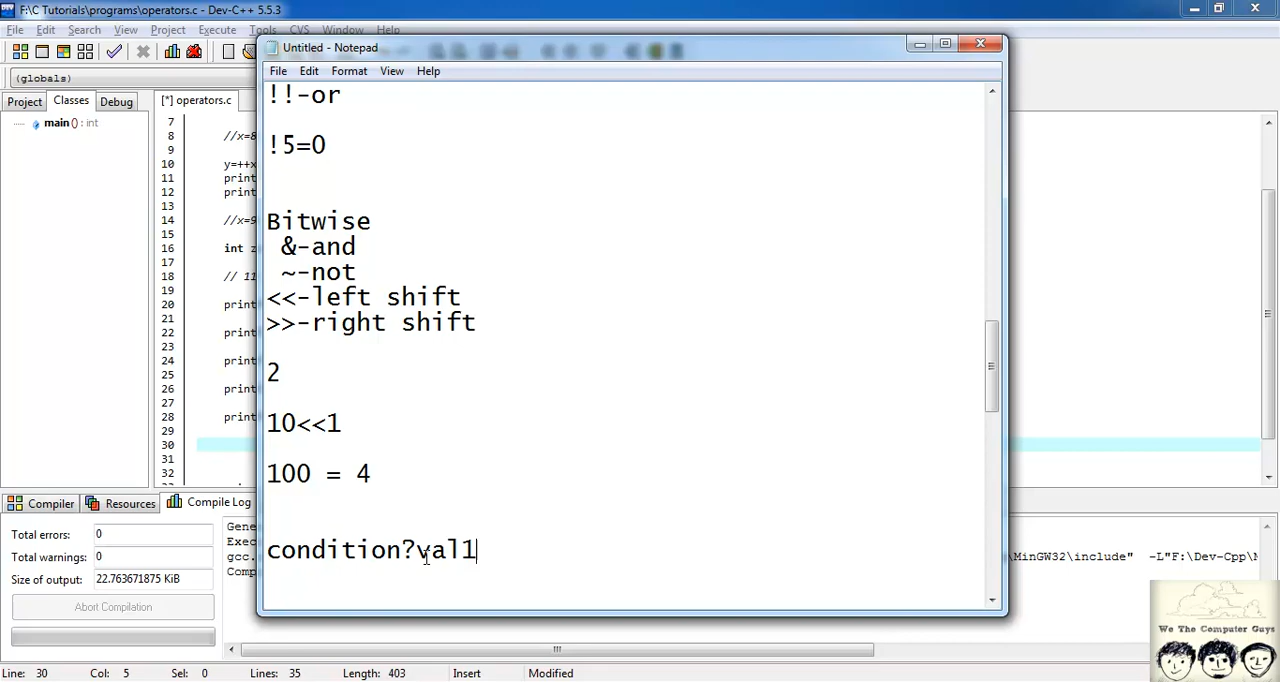 F:\C Tutorials\programs\operators.c - Dev-C++ 5.5.3
File Edit Search View Project Execute Tools CVS Window Help
Untitled - Notepad
File Edit Format View Help
(globals)
Project Classes Debug
[*] operators.c
main () : int
7
8 //x=8
9
10 y=++x
11 print
12 print
13
14 //x=9
15
16 int z
17
18 // 11
19
20 print
21
22 print
23
24 print
25
26 print
27
28 print
29
30
31
32
!!-or
!5=0
Bitwise
&-and
~-not
<<-left shift
>>-right shift
2
10<<1
100 = 4
condition?val1
Compiler Resources Compile Log
Total errors: 0
Total warnings: 0
Size of output: 22.763671875 KiB
Abort Compilation
Gene
Exec
gcc.
Comp
MinGW32\include" -L"F:\Dev-Cpp\M
We The Computer Guys
Line: 30 Col: 5 Sel: 0 Lines: 35 Length: 403 Insert Modified